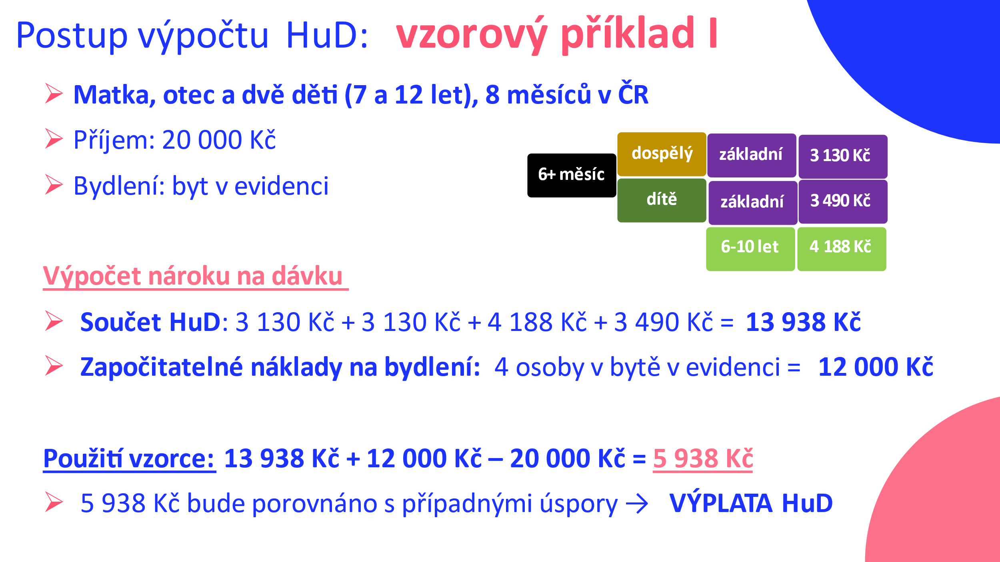 Postup výpočtu HuD: vzorový příklad I
Matka, otec a dvě děti (7 a 12 let), 8 měsíců v ČR
Příjem: 20 000 Kč
Bydlení: byt v evidenci
6+ měsíc
dospělý základní 3 130 Kč
dítě základní 3 490 Kč
6-10 let 4 188 Kč
Výpočet nároku na dávku
Součet HuD: 3 130 Kč + 3 130 Kč + 4 188 Kč + 3 490 Kč = 13 938 Kč
Započitatelné náklady na bydlení: 4 osoby v bytě v evidenci = 12 000 Kč
Použití vzorce: 13 938 Kč + 12 000 Kč – 20 000 Kč = 5 938 Kč
5 938 Kč bude porovnáno s případnými úspory → VÝPLATA HuD